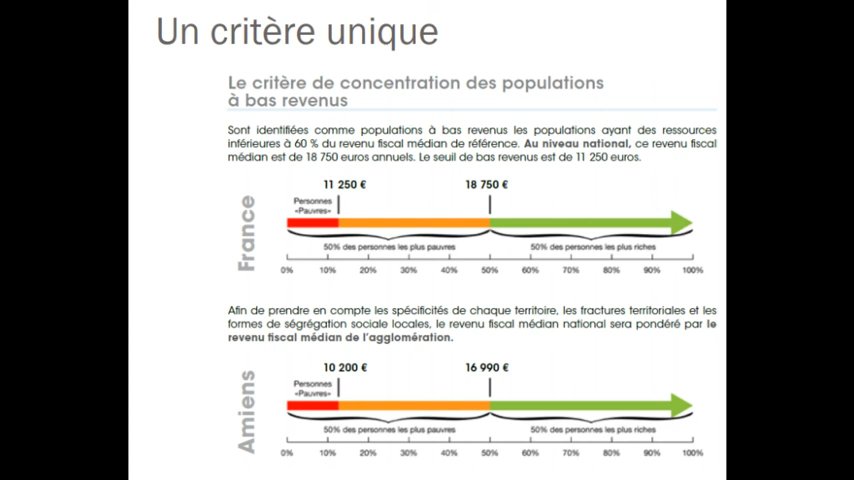 Un critère unique
Le critère de concentration des populations
à bas revenus
Sont identifiées comme populations à bas revenus les populations ayant des ressources
inférieures à 60 % du revenu fiscal médian de référence. Au niveau national, ce revenu fiscal
médian est de 18 750 euros annuels. Le seuil de bas revenus est de 11 250 euros.
France
11 250 €
18 750 €
Personnes
«Pauvres»
50% des personnes les plus pauvres
50% des personnes les plus riches
0% 10% 20% 30% 40% 50% 60% 70% 80% 90% 100%
Afin de prendre en compte les spécificités de chaque territoire, les fractures territoriales et les
formes de ségrégation sociale locales, le revenu fiscal médian national sera pondéré par le
revenu fiscal médian de l'agglomération.
Amiens
10 200 €
16 990 €
Personnes
«Pauvres»
50% des personnes les plus pauvres
50% des personnes les plus riches
0% 10% 20% 30% 40% 50% 60% 70% 80% 90% 100%